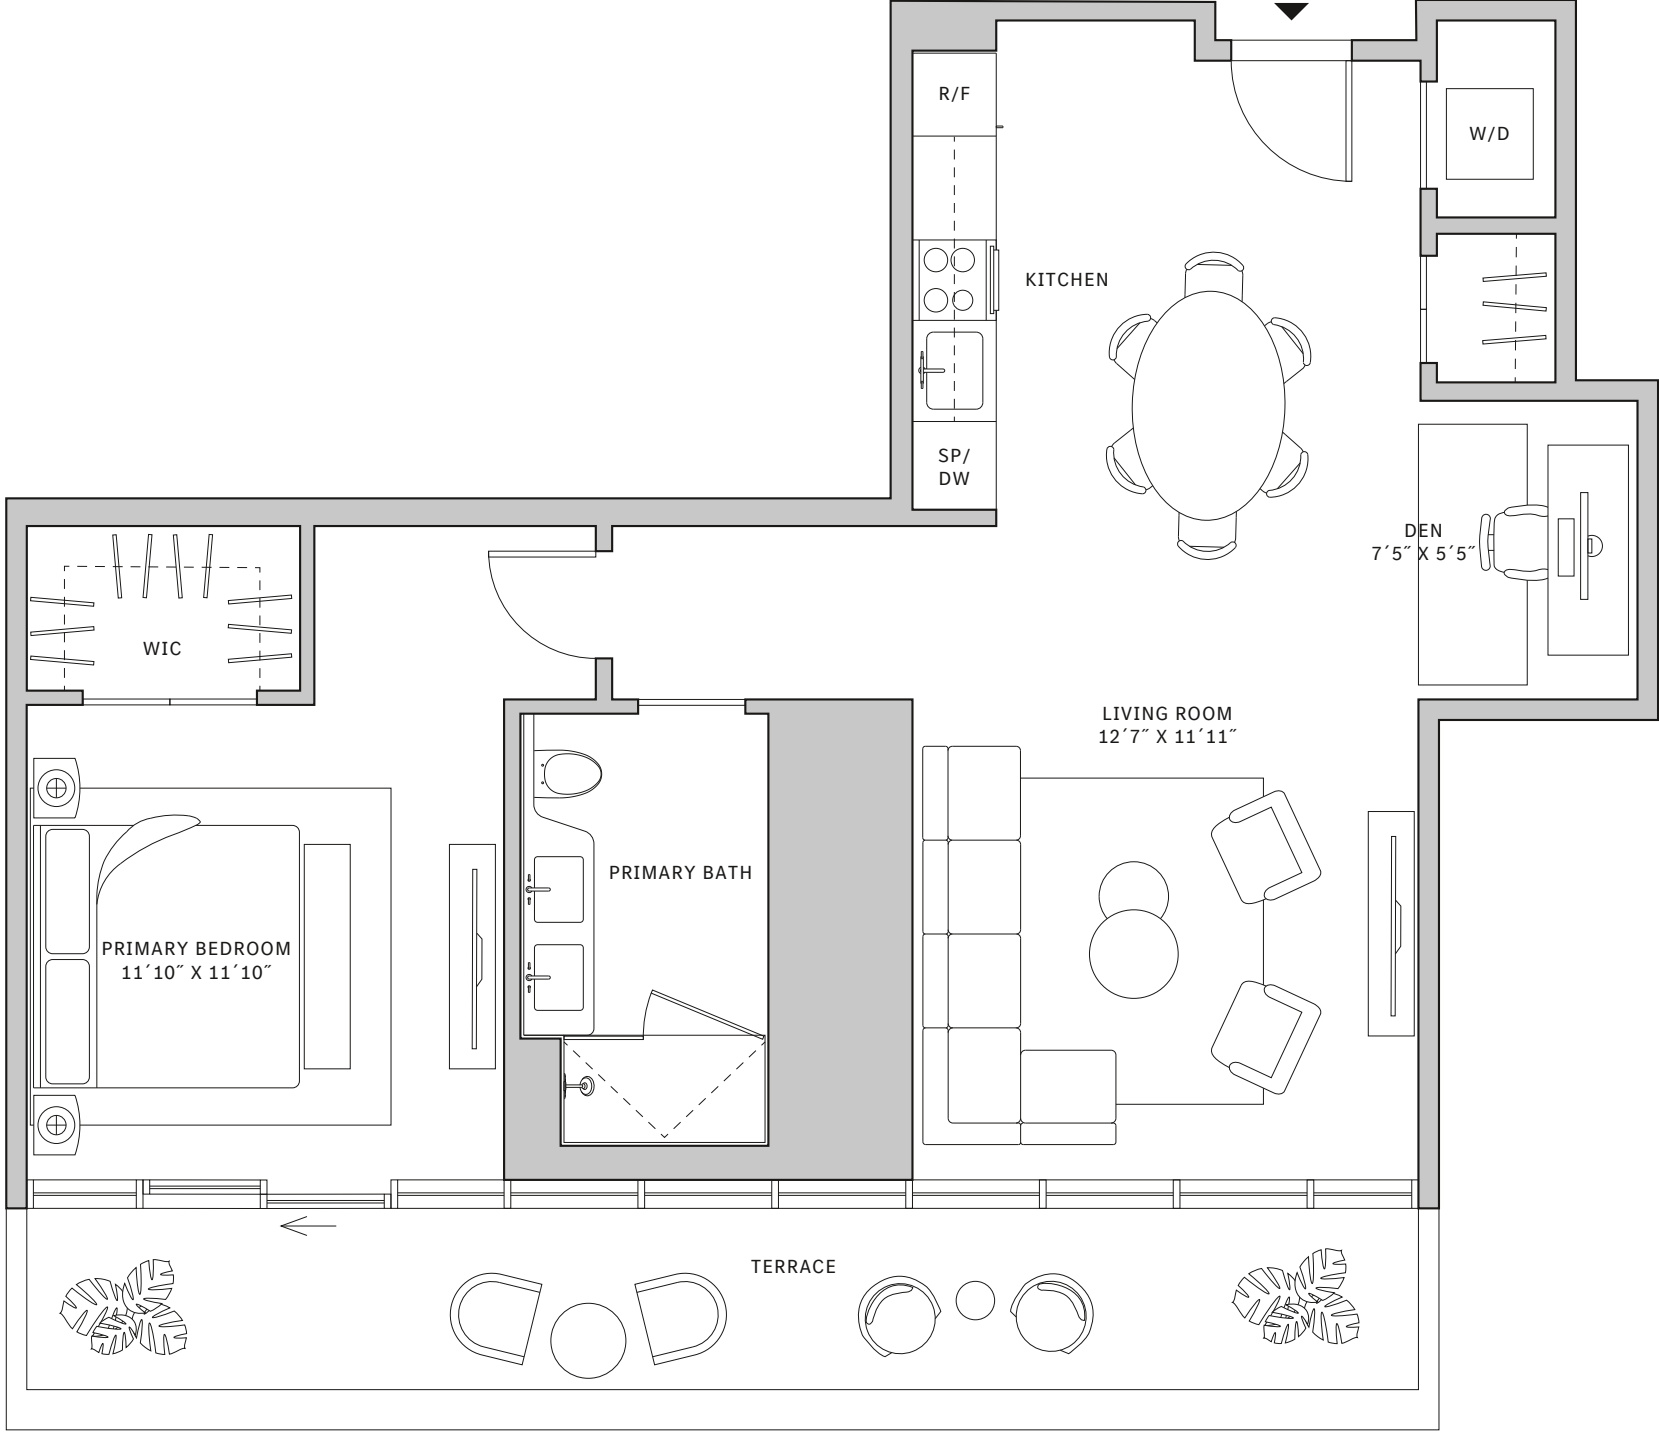 R/F
W/D
KITCHEN
SP/
DW
DEN
7´5˝ X 5´5˝
WIC
LIVING ROOM
12´7˝ X 11´11˝
PRIMARY BATH
PRIMARY BEDROOM
11´10˝ X 11´10˝
TERRACE